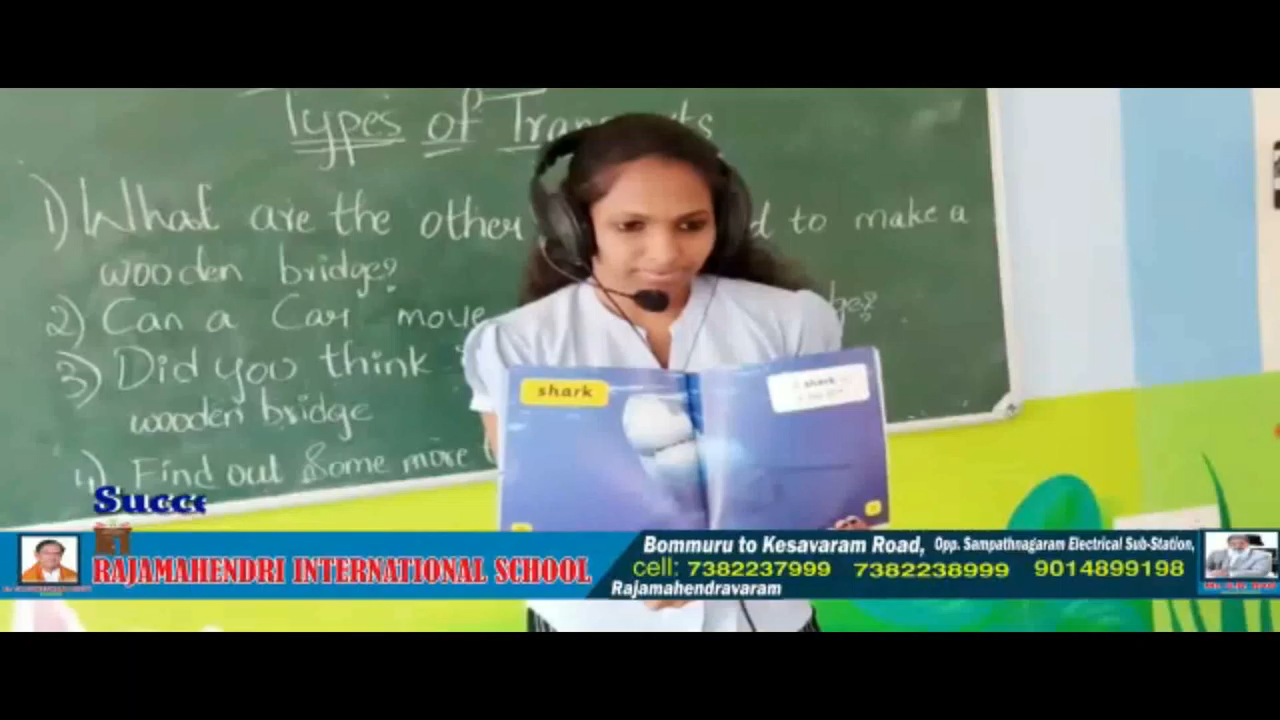 Types of Transports
1) What are the other d to make a
wooden bridge?
2) Can a Car move
3) Did you think
wooden bridge
4) Find out Some more
shark
shark
Succe
RAJAMAHENDRI INTERNATIONAL SCHOOL
Bommuru to Kesavaram Road, Opp. Sampathnagaram Electrical Sub-Station,
cell: 7382237999 7382238999 9014899198
Rajamahendravaram